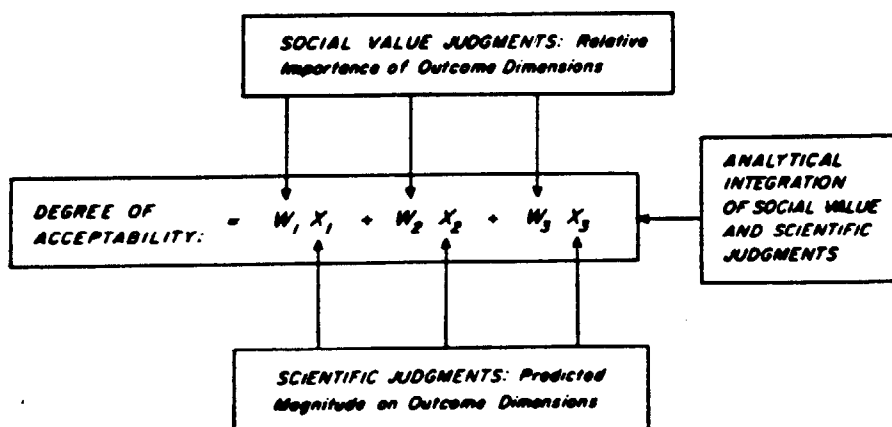 SOCIAL VALUE JUDGMENTS: Relative
Importance of Outcome Dimensions
DEGREE OF
ACCEPTABILITY:
= W₁ X₁ + W₂ X₂ + W₃ X₃
ANALYTICAL
INTEGRATION
OF SOCIAL VALUE
AND SCIENTIFIC
JUDGMENTS
SCIENTIFIC JUDGMENTS: Predicted
Magnitude on Outcome Dimensions